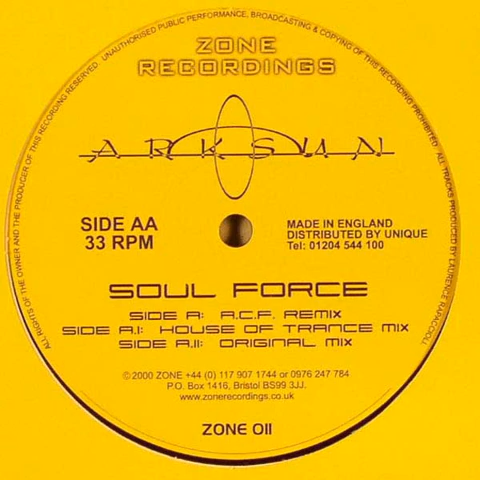 ALL RIGHTS OF THE OWNER AND THE PRODUCER OF THIS RECORDING RESERVED. UNAUTHORISED PUBLIC PERFORMANCE, BROADCASTING & COPYING OF THIS RECORDING PROHIBITED. ALL TRACKS PRODUCED BY LAURENCE RAPACCIOLI.
ZONE
RECORDINGS
ARKSUN
SIDE AA
33 RPM
MADE IN ENGLAND
DISTRIBUTED BY UNIQUE
Tel: 01204 544 100
SOUL FORCE
SIDE A: A.C.F. REMIX
SIDE A.I: HOUSE OF TRANCE MIX
SIDE A.II: ORIGINAL MIX
©2000 ZONE +44 (0) 117 907 1744 or 0976 247 784
P.O. Box 1416, Bristol BS99 3JJ.
www.zonerecordings.co.uk
ZONE 011